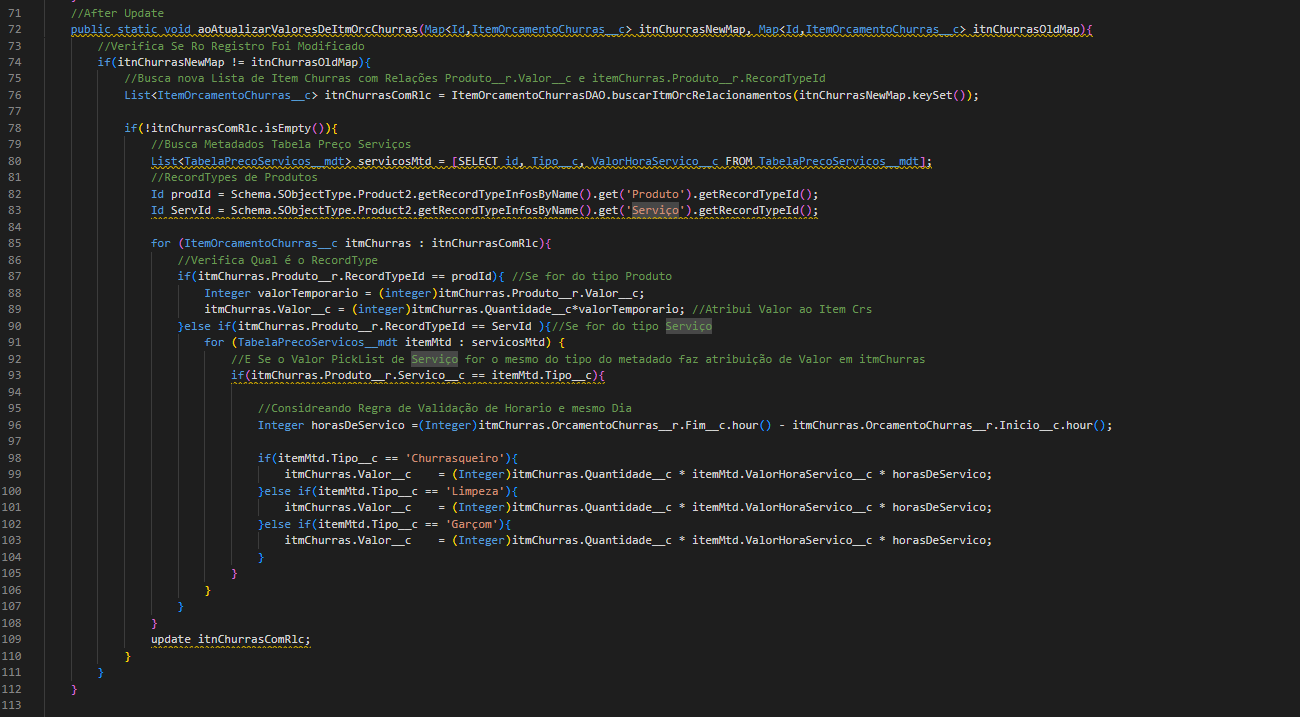 71 //After Update
72 public static void aoAtualizarValoresDeItmOrcChurras(Map<Id,ItemOrcamentoChurras__c> itnChurrasNewMap, Map<Id,ItemOrcamentoChurras__c> itnChurrasOldMap){
73 //Verifica Se Ro Registro Foi Modificado
74 if(itnChurrasNewMap != itnChurrasOldMap){
75 //Busca nova Lista de Item Churras com Relações Produto__r.Valor__c e itemChurras.Produto__r.RecordTypeId
76 List<ItemOrcamentoChurras__c> itnChurrasComRlc = ItemOrcamentoChurrasDAO.buscarItmOrcRelacionamentos(itnChurrasNewMap.keySet());
77
78 if(!itnChurrasComRlc.isEmpty()){
79 //Busca Metadados Tabela Preço Serviços
80 List<TabelaPrecoServicos__mdt> servicosMtd = [SELECT id, Tipo__c, ValorHoraServico__c FROM TabelaPrecoServicos__mdt];
81 //RecordTypes de Produtos
82 Id prodId = Schema.SObjectType.Product2.getRecordTypeInfosByName().get('Produto').getRecordTypeId();
83 Id ServId = Schema.SObjectType.Product2.getRecordTypeInfosByName().get('Serviço').getRecordTypeId();
84
85 for (ItemOrcamentoChurras__c itmChurras : itnChurrasComRlc){
86 //Verifica Qual é o RecordType
87 if(itmChurras.Produto__r.RecordTypeId == prodId){ //Se for do tipo Produto
88 Integer valorTemporario = (integer)itmChurras.Produto__r.Valor__c;
89 itmChurras.Valor__c = (integer)itmChurras.Quantidade__c*valorTemporario; //Atribui Valor ao Item Crs
90 }else if(itmChurras.Produto__r.RecordTypeId == ServId ){//Se for do tipo Serviço
91 for (TabelaPrecoServicos__mdt itemMtd : servicosMtd) {
92 //E Se o Valor PickList de Serviço for o mesmo do tipo do metadado faz atribuição de Valor em itmChurras
93 if(itmChurras.Produto__r.Servico__c == itemMtd.Tipo__c){
94
95 //Considreando Regra de Validação de Horario e mesmo Dia
96 Integer horasDeServico =(Integer)itmChurras.OrcamentoChurras__r.Fim__c.hour() - itmChurras.OrcamentoChurras__r.Inicio__c.hour();
97
98 if(itemMtd.Tipo__c == 'Churrasqueiro'){
99 itmChurras.Valor__c = (Integer)itmChurras.Quantidade__c * itemMtd.ValorHoraServico__c * horasDeServico;
100 }else if(itemMtd.Tipo__c == 'Limpeza'){
101 itmChurras.Valor__c = (Integer)itmChurras.Quantidade__c * itemMtd.ValorHoraServico__c * horasDeServico;
102 }else if(itemMtd.Tipo__c == 'Garçom'){
103 itmChurras.Valor__c = (Integer)itmChurras.Quantidade__c * itemMtd.ValorHoraServico__c * horasDeServico;
104 }
105 }
106 }
107 }
108 }
109 update itnChurrasComRlc;
110 }
111 }
112 }
113